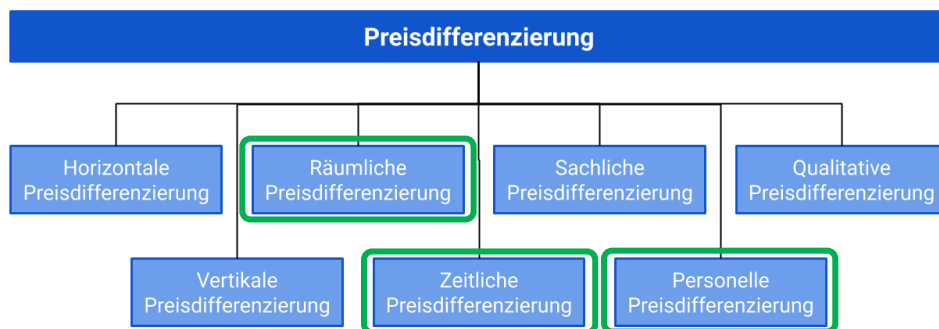 Preisdifferenzierung
Horizontale
Preisdifferenzierung
Räumliche
Preisdifferenzierung
Sachliche
Preisdifferenzierung
Qualitative
Preisdifferenzierung
Vertikale
Preisdifferenzierung
Zeitliche
Preisdifferenzierung
Personelle
Preisdifferenzierung